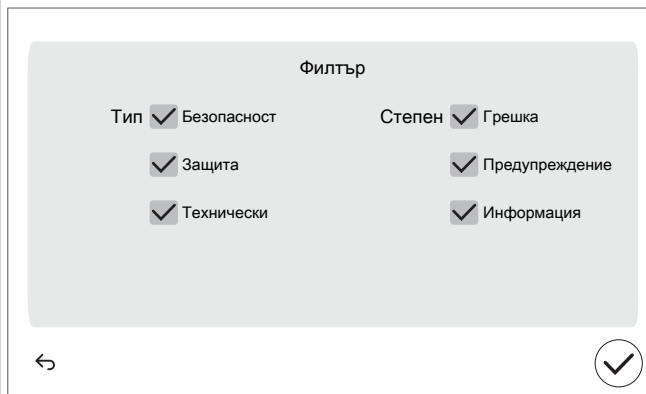 Филтър
Тип Безопасност Степен Грешка
Защита Предупреждение
Технически Информация